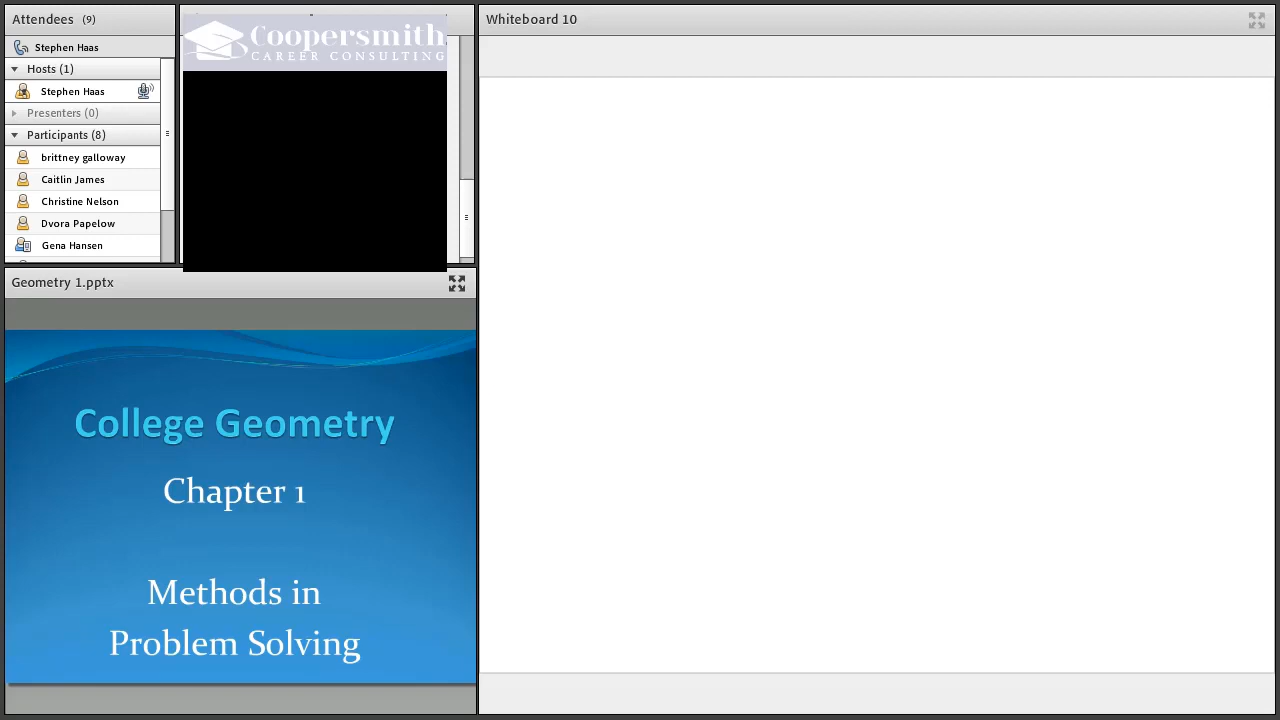 Attendees (9)
Stephen Haas
Hosts (1)
Stephen Haas
Presenters (0)
Participants (8)
brittney galloway
Caitlin James
Christine Nelson
Dvora Papelow
Gena Hansen
Coopersmith
CAREER CONSULTING
Geometry 1.pptx
College Geometry
Chapter 1
Methods in
Problem Solving
Whiteboard 10